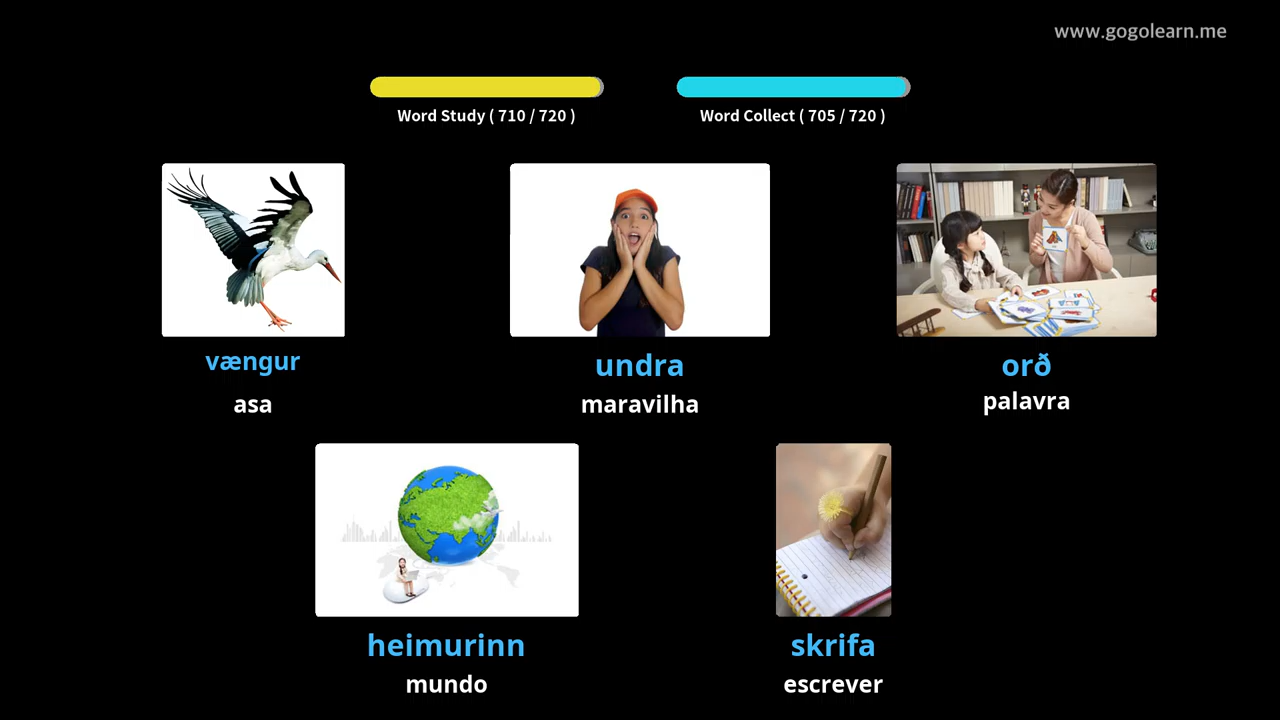 www.gogolearn.me
Word Study ( 710 / 720 )
Word Collect ( 705 / 720 )
vængur
asa
undra
maravilha
orð
palavra
heimurinn
mundo
skrifa
escrever